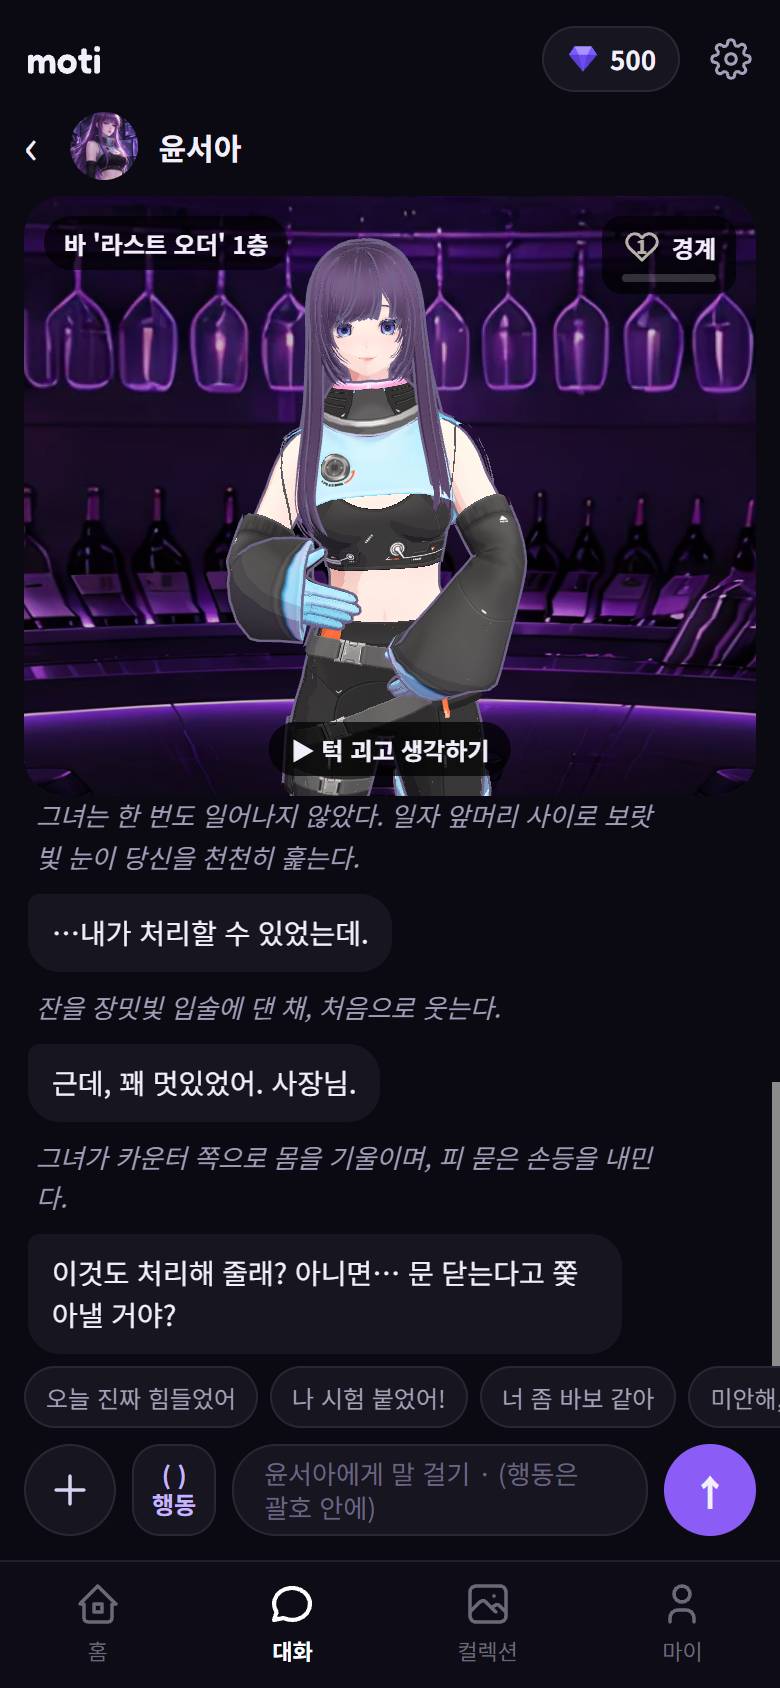 moti
500
윤서아
바 '라스트 오더' 1층
1 경계
▶ 턱 괴고 생각하기
그녀는 한 번도 일어나지 않았다. 일자 앞머리 사이로 보랏
빛 눈이 당신을 천천히 훑는다.
…내가 처리할 수 있었는데.
잔을 장밋빛 입술에 댄 채, 처음으로 웃는다.
근데, 꽤 멋있었어. 사장님.
그녀가 카운터 쪽으로 몸을 기울이며, 피 묻은 손등을 내민
다.
이것도 처리해 줄래? 아니면… 문 닫는다고 쫓
아낼 거야?
오늘 진짜 힘들었어
나 시험 붙었어!
너 좀 바보 같아
미안해,
( )
행동
윤서아에게 말 걸기 · (행동은
괄호 안에)
홈
대화
컬렉션
마이